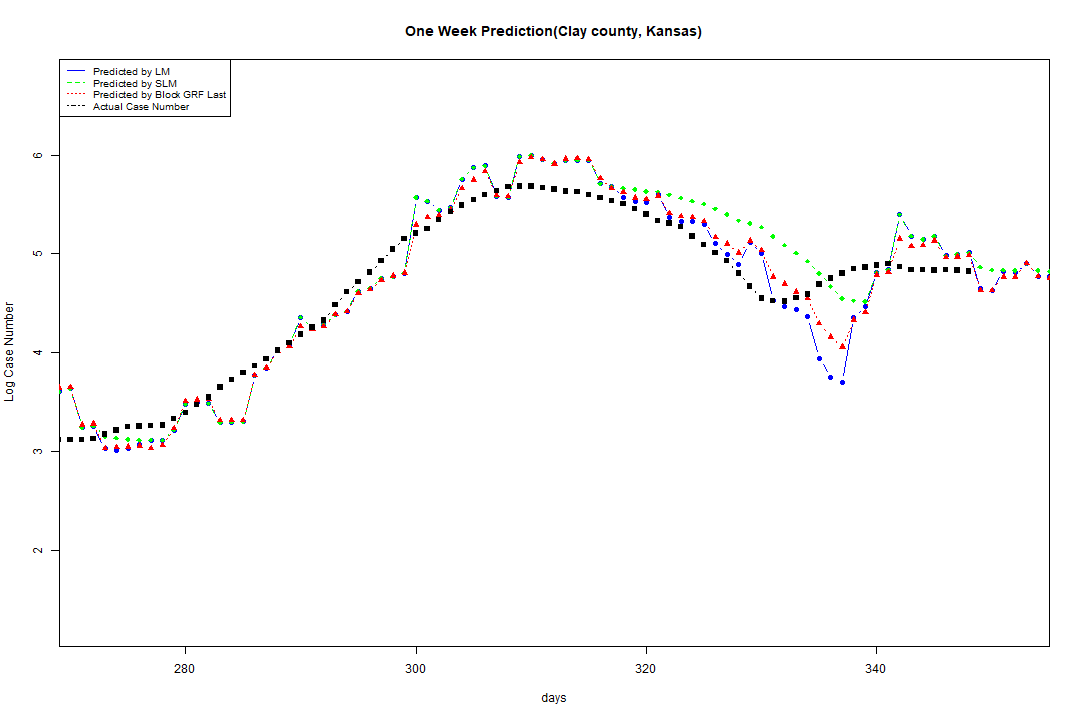 One Week Prediction(Clay county, Kansas)
Predicted by LM
Predicted by SLM
Predicted by Block GRF Last
Actual Case Number
6
5
4
3
2
Log Case Number
280 300 320 340
days